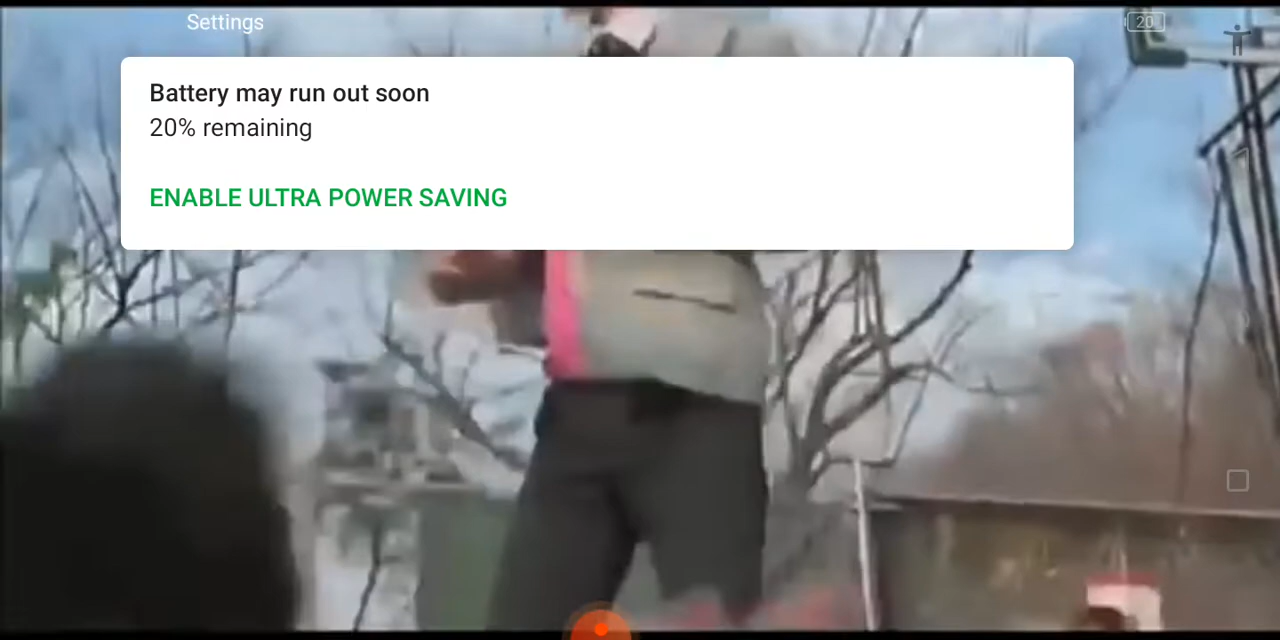 Settings
20
Battery may run out soon
20% remaining
ENABLE ULTRA POWER SAVING